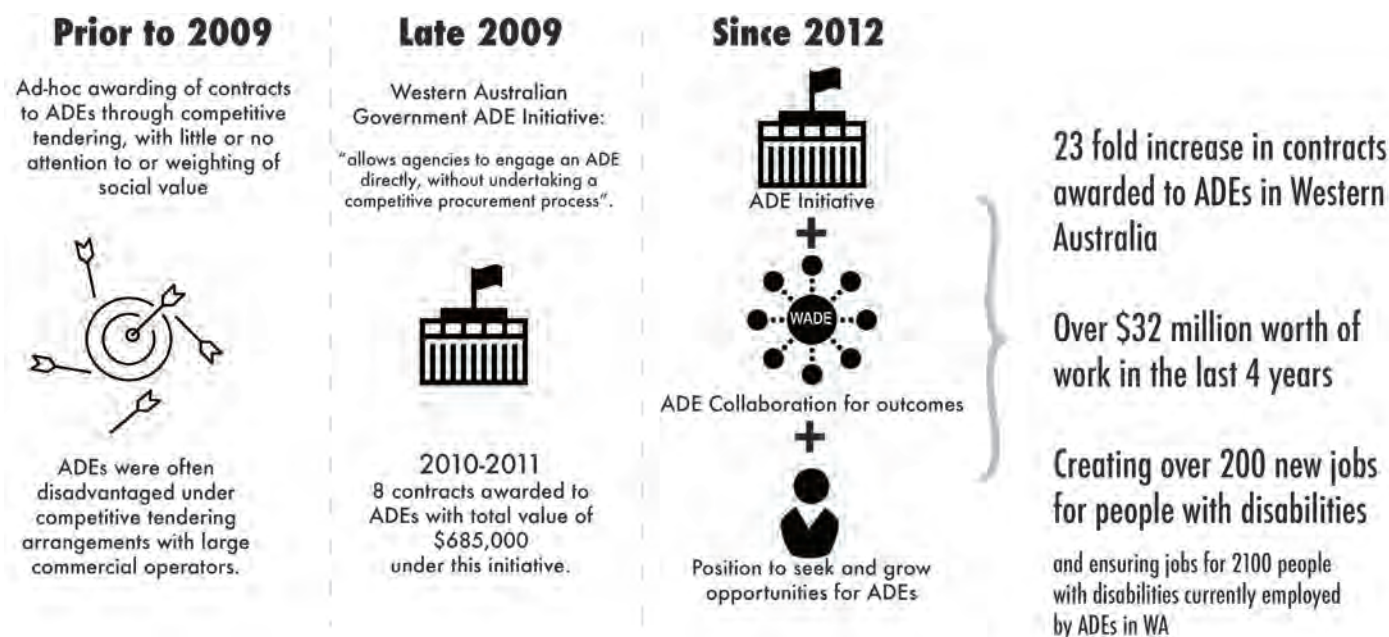 Prior to 2009
Ad-hoc awarding of contracts
to ADEs through competitive
tendering, with little or no
attention to or weighting of
social value
ADEs were often
disadvantaged under
competitive tendering
arrangements with large
commercial operators.
Late 2009
Western Australian
Government ADE Initiative:
"allows agencies to engage an ADE
directly, without undertaking a
competitive procurement process".
2010-2011
8 contracts awarded to
ADEs with total value of
$685,000
under this initiative.
Since 2012
ADE Initiative
+
WADE
ADE Collaboration for outcomes
+
Position to seek and grow
opportunities for ADEs
23 fold increase in contracts
awarded to ADEs in Western
Australia
Over $32 million worth of
work in the last 4 years
Creating over 200 new jobs
for people with disabilities
and ensuring jobs for 2100 people
with disabilities currently employed
by ADEs in WA